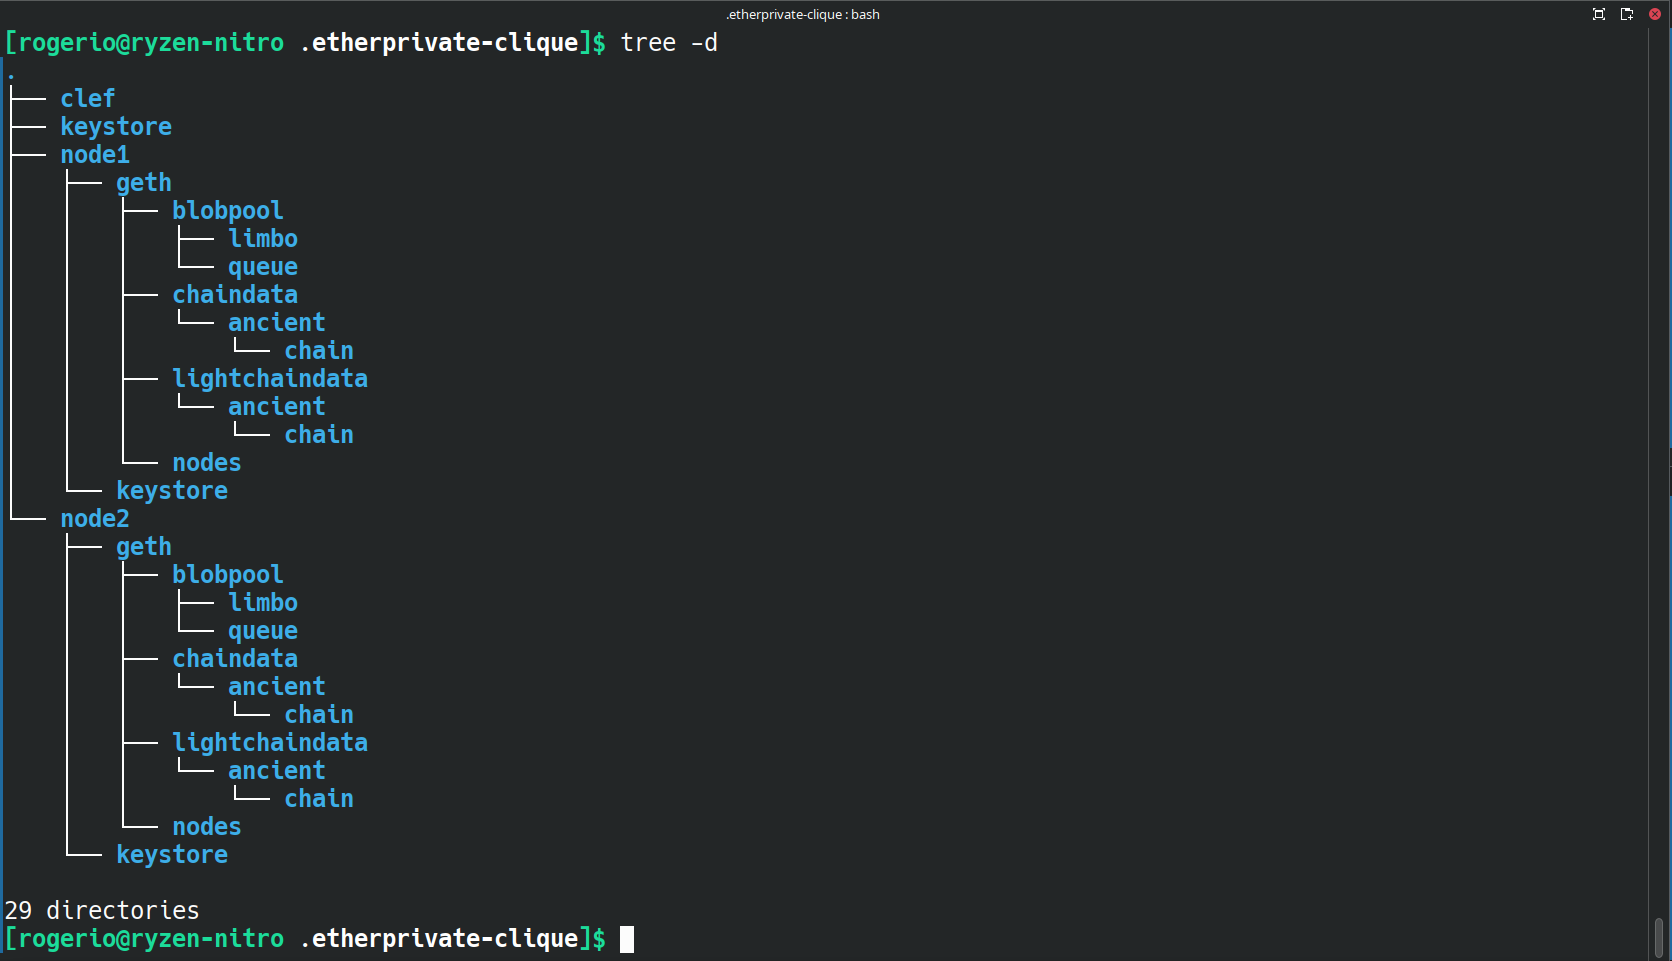 .etherprivate-clique : bash
[rogerio@ryzen-nitro .etherprivate-clique]$ tree -d
.
├── clef
├── keystore
├── node1
│   ├── geth
│   │   ├── blobpool
│   │   │   ├── limbo
│   │   │   └── queue
│   │   ├── chaindata
│   │   │   └── ancient
│   │   │       └── chain
│   │   ├── lightchaindata
│   │   │   └── ancient
│   │   │       └── chain
│   │   └── nodes
│   └── keystore
└── node2
    ├── geth
    │   ├── blobpool
    │   │   ├── limbo
    │   │   └── queue
    │   ├── chaindata
    │   │   └── ancient
    │   │       └── chain
    │   ├── lightchaindata
    │   │   └── ancient
    │   │       └── chain
    │   └── nodes
    └── keystore

29 directories
[rogerio@ryzen-nitro .etherprivate-clique]$